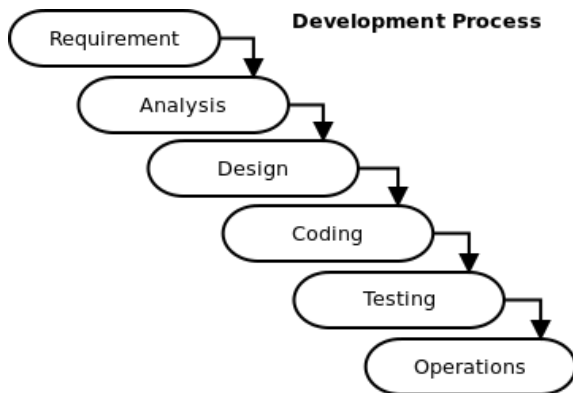 Development Process
Requirement
Analysis
Design
Coding
Testing
Operations